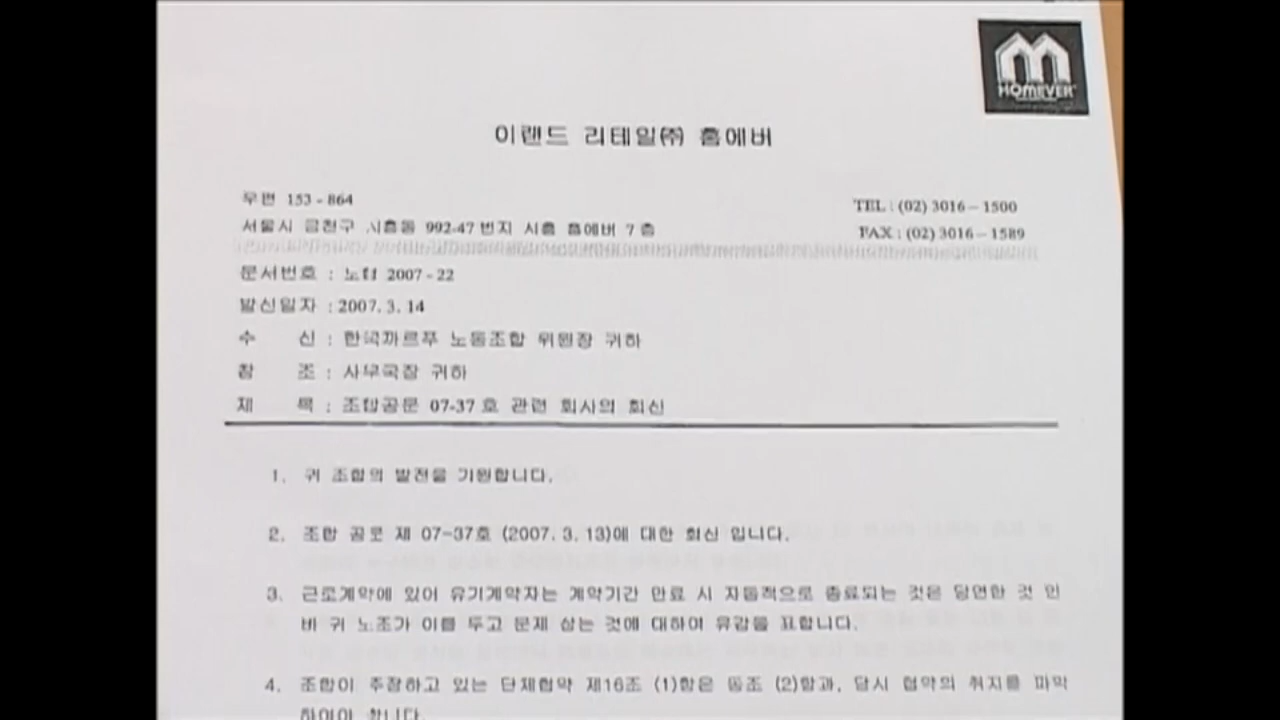 HOMEVER
이랜드 리테일㈜ 홈에버
우편 153 - 864
TEL : (02) 3016 - 1500
서울시 금천구 시흥동 992-47 번지 시흥 홈에버 7 층
FAX : (02) 3016 - 1589
문서번호 : 노협 2007 - 22
발신일자 : 2007. 3. 14
수 신 : 한국까르푸 노동조합 위원장 귀하
참 조 : 사무국장 귀하
제 목 : 조합공문 07-37 호 관련 회사의 회신
1. 귀 조합의 발전을 기원합니다.
2. 조합 공문 제 07-37호 (2007. 3. 13)에 대한 회신 입니다.
3. 근로계약에 있어 유기계약자는 계약기간 만료 시 자동적으로 종료되는 것은 당연한 것 인
바 귀 노조가 이를 두고 문제 삼는 것에 대하여 유감을 표합니다.
4. 조합이 주장하고 있는 단체협약 제16조 (1)항은 동조 (2)항과, 당시 협약의 취지를 파악
하여야 합니다.